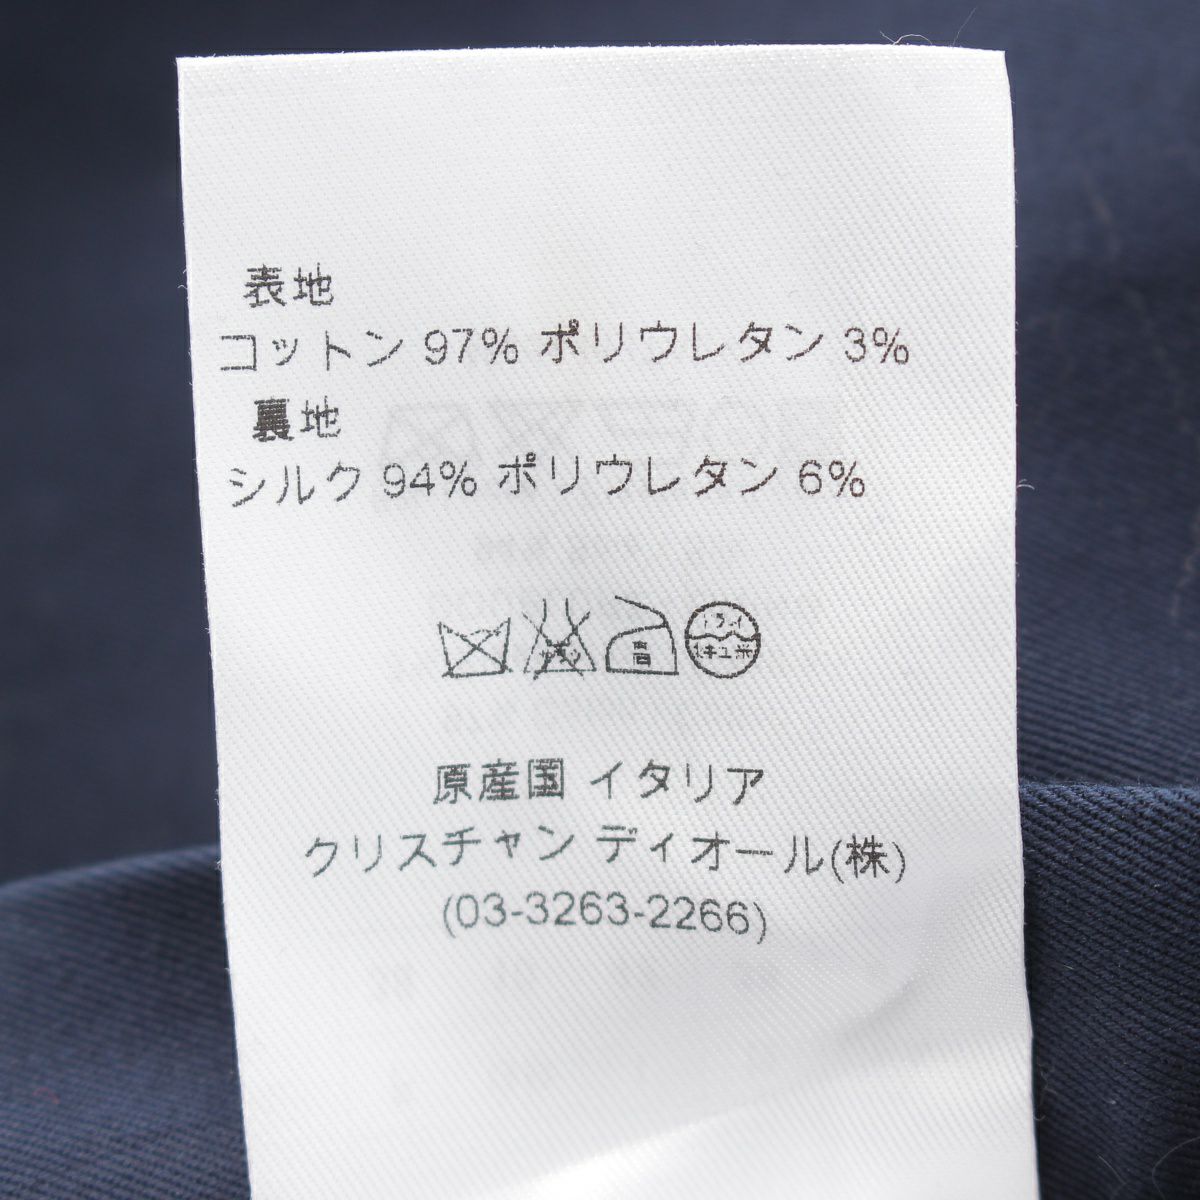 表地
コットン 97% ポリウレタン 3%
裏地
シルク 94% ポリウレタン 6%
原産国 イタリア
クリスチャン ディオール(株)
(03-3263-2266)